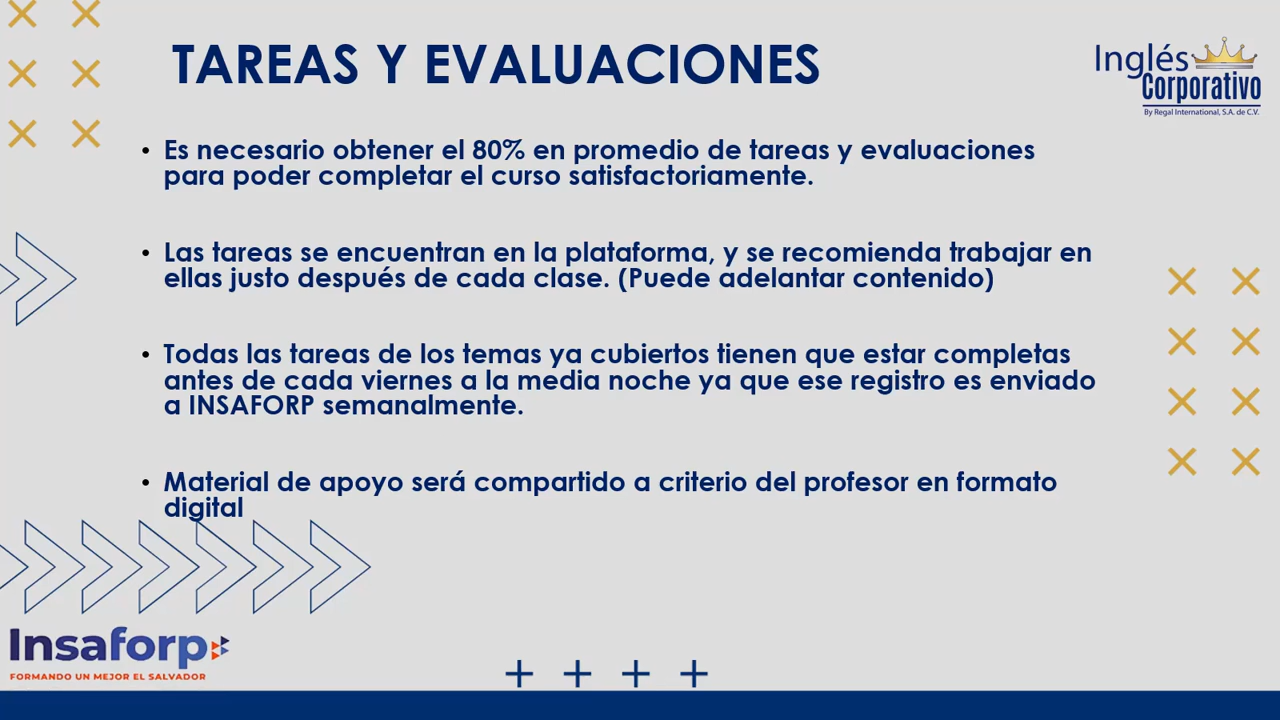 TAREAS Y EVALUACIONES
Inglés
Corporativo
By Regal International, S.A. de C.V.
• Es necesario obtener el 80% en promedio de tareas y evaluaciones
para poder completar el curso satisfactoriamente.
• Las tareas se encuentran en la plataforma, y se recomienda trabajar en
ellas justo después de cada clase. (Puede adelantar contenido)
• Todas las tareas de los temas ya cubiertos tienen que estar completas
antes de cada viernes a la media noche ya que ese registro es enviado
a INSAFORP semanalmente.
• Material de apoyo será compartido a criterio del profesor en formato
digital
Insaforp
FORMANDO UN MEJOR EL SALVADOR